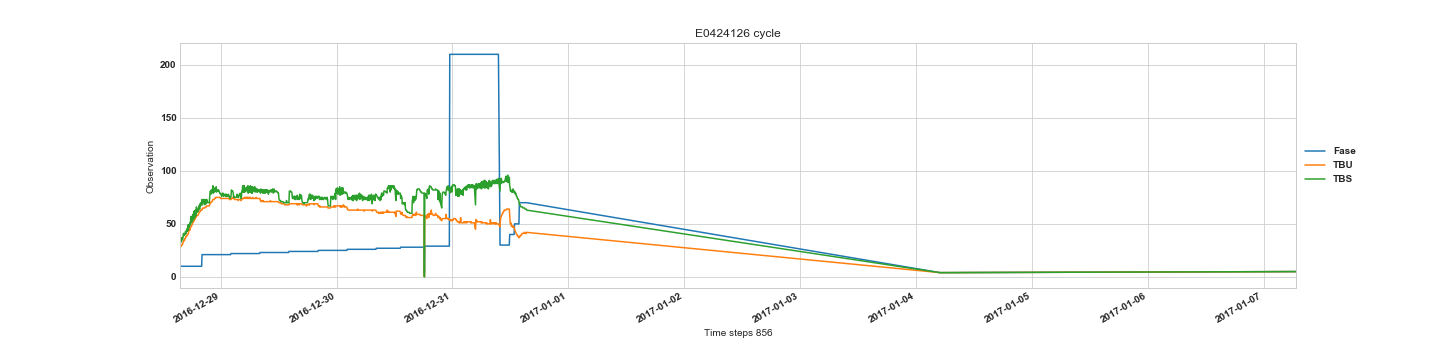 E0424126 cycle
200
150
100
50
0
Observation
2016-12-29
2016-12-30
2016-12-31
2017-01-01
2017-01-02
2017-01-03
2017-01-04
2017-01-05
2017-01-06
2017-01-07
Time steps 856
Fase
TBU
TBS